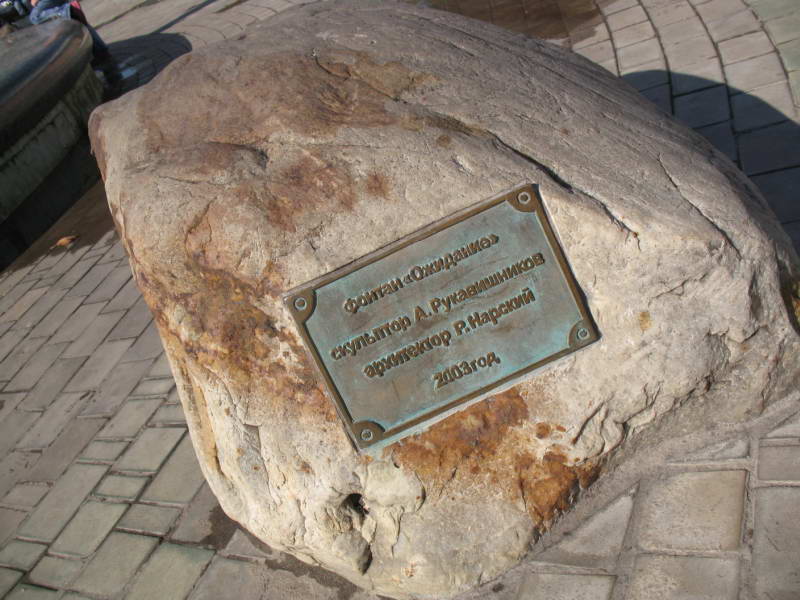 Фонтан «Ожидание»
скульптор А.Рукавишников
архитектор Р.Нарский
2003год